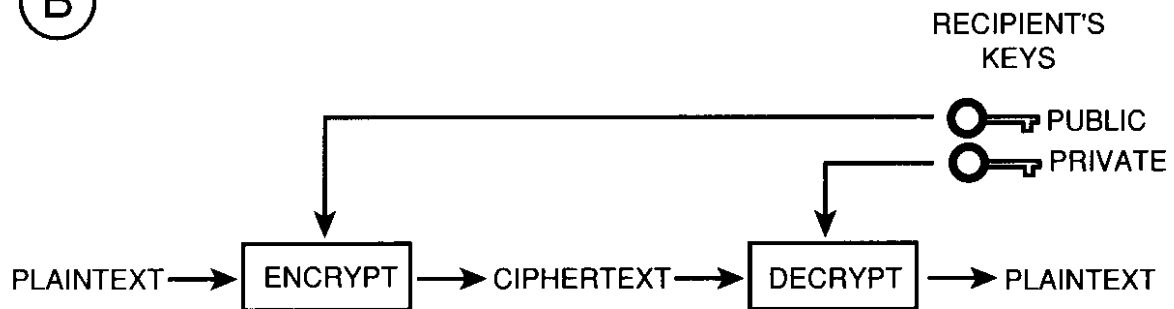 B
RECIPIENT'S
KEYS
PUBLIC
PRIVATE
PLAINTEXT ENCRYPT CIPHERTEXT DECRYPT PLAINTEXT